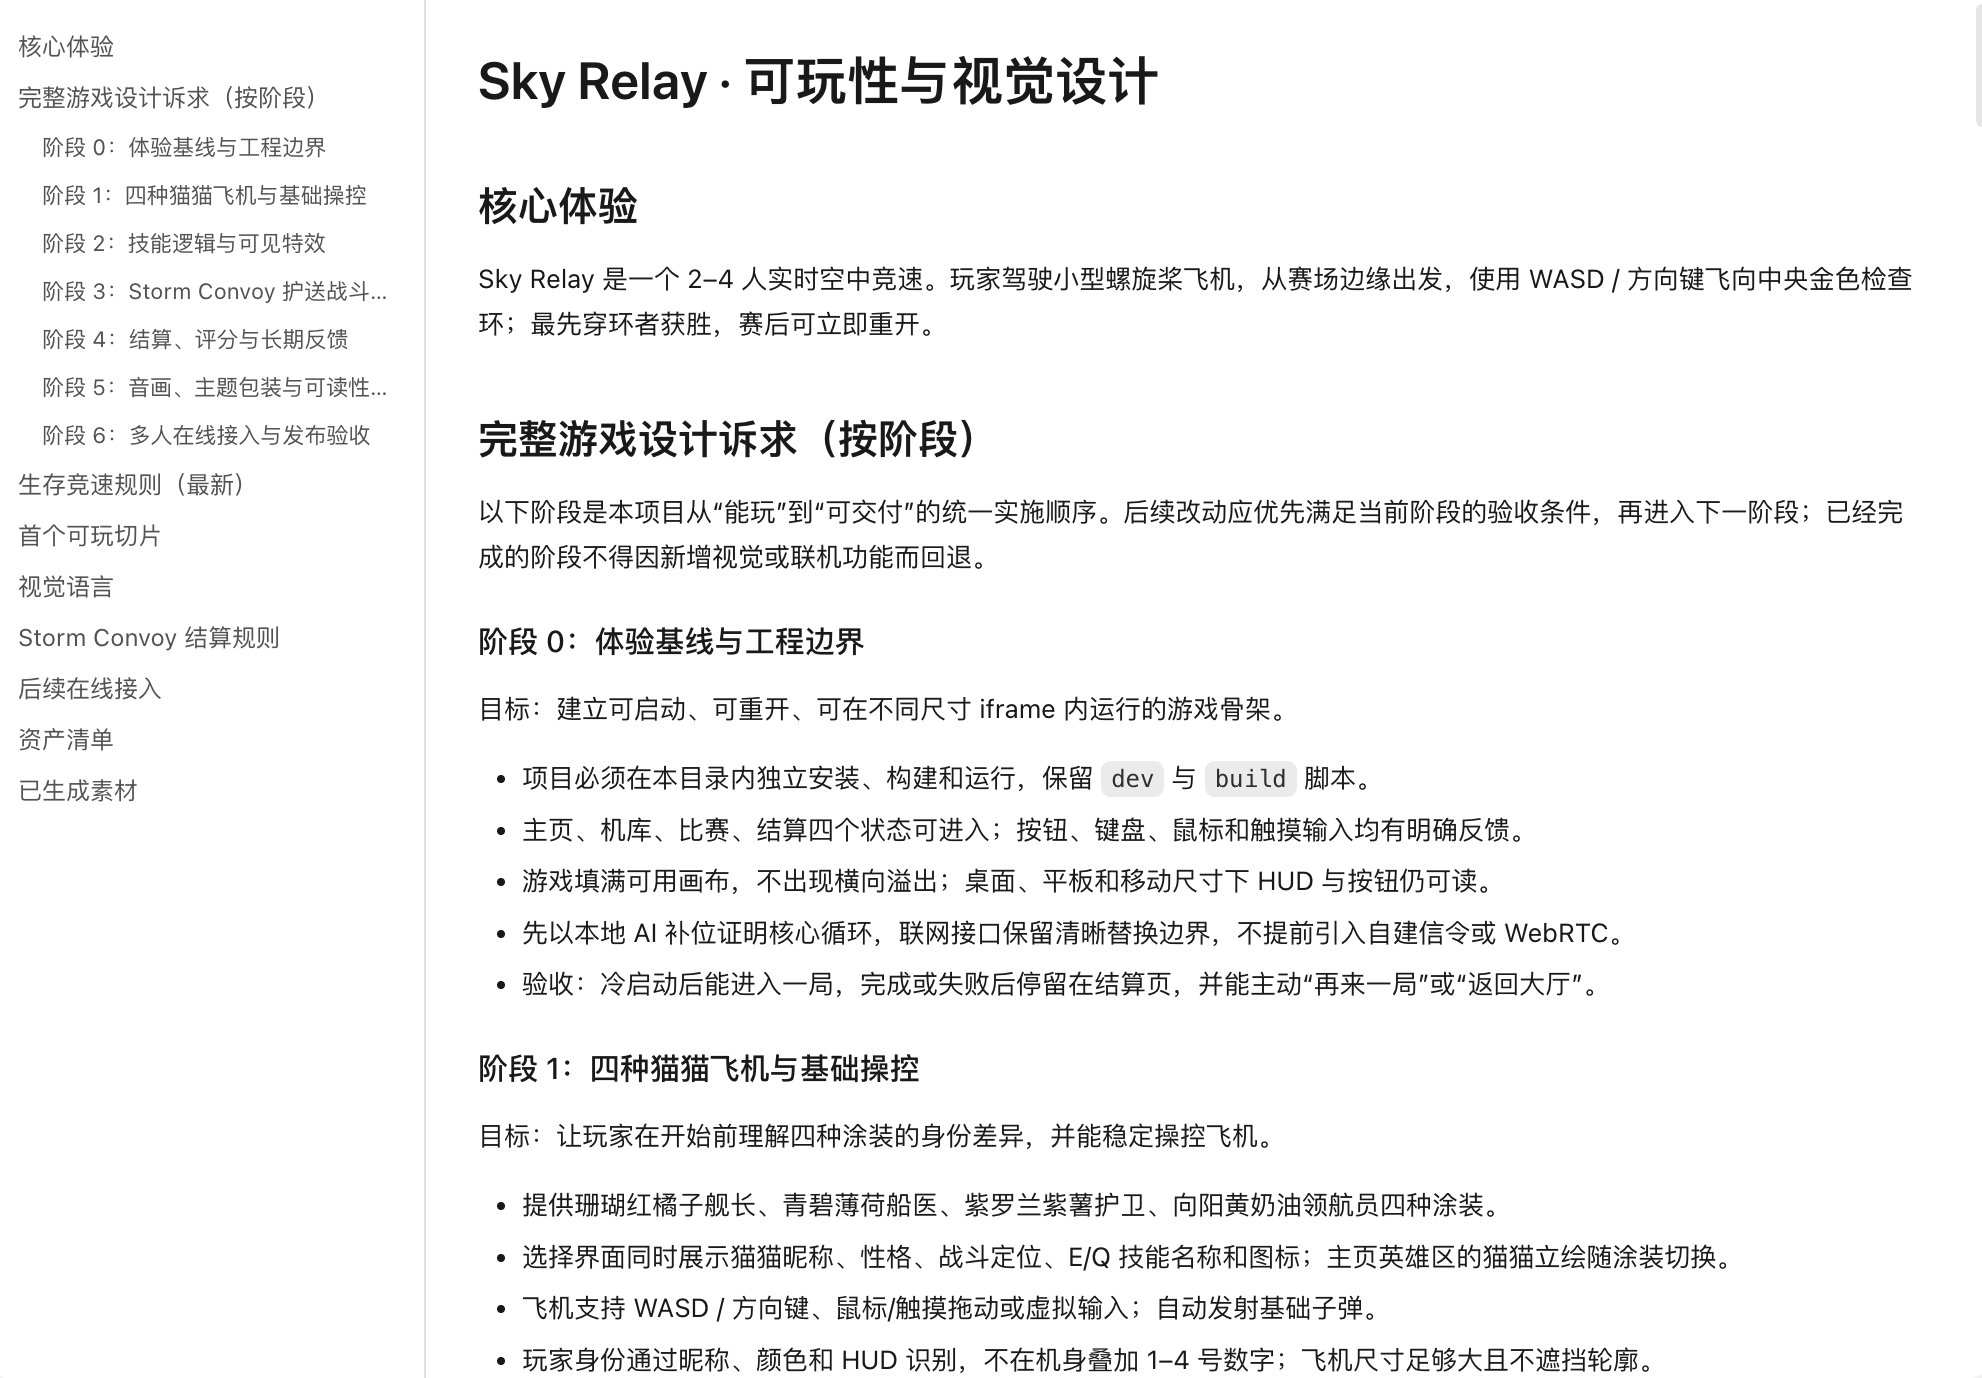 核心体验
完整游戏设计诉求（按阶段）
阶段 0：体验基线与工程边界
阶段 1：四种猫猫飞机与基础操控
阶段 2：技能逻辑与可见特效
阶段 3：Storm Convoy 护送战斗...
阶段 4：结算、评分与长期反馈
阶段 5：音画、主题包装与可读性...
阶段 6：多人在线接入与发布验收
生存竞速规则（最新）
首个可玩切片
视觉语言
Storm Convoy 结算规则
后续在线接入
资产清单
已生成素材
Sky Relay · 可玩性与视觉设计
核心体验
Sky Relay 是一个 2–4 人实时空中竞速。玩家驾驶小型螺旋桨飞机，从赛场边缘出发，使用 WASD / 方向键飞向中央金色检查
环；最先穿环者获胜，赛后可立即重开。
完整游戏设计诉求（按阶段）
以下阶段是本项目从“能玩”到“可交付”的统一实施顺序。后续改动应优先满足当前阶段的验收条件，再进入下一阶段；已经完
成的阶段不得因新增视觉或联机功能而回退。
阶段 0：体验基线与工程边界
目标：建立可启动、可重开、可在不同尺寸 iframe 内运行的游戏骨架。
• 项目必须在本目录内独立安装、构建和运行，保留 dev 与 build 脚本。
• 主页、机库、比赛、结算四个状态可进入；按钮、键盘、鼠标和触摸输入均有明确反馈。
• 游戏填满可用画布，不出现横向溢出；桌面、平板和移动尺寸下 HUD 与按钮仍可读。
• 先以本地 AI 补位证明核心循环，联网接口保留清晰替换边界，不提前引入自建信令或 WebRTC。
• 验收：冷启动后能进入一局，完成或失败后停留在结算页，并能主动“再来一局”或“返回大厅”。
阶段 1：四种猫猫飞机与基础操控
目标：让玩家在开始前理解四种涂装的身份差异，并能稳定操控飞机。
• 提供珊瑚红橘子舰长、青碧薄荷船医、紫罗兰紫薯护卫、向阳黄奶油领航员四种涂装。
• 选择界面同时展示猫猫昵称、性格、战斗定位、E/Q 技能名称和图标；主页英雄区的猫猫立绘随涂装切换。
• 飞机支持 WASD / 方向键、鼠标/触摸拖动或虚拟输入；自动发射基础子弹。
• 玩家身份通过昵称、颜色和 HUD 识别，不在机身叠加 1–4 号数字；飞机尺寸足够大且不遮挡轮廓。